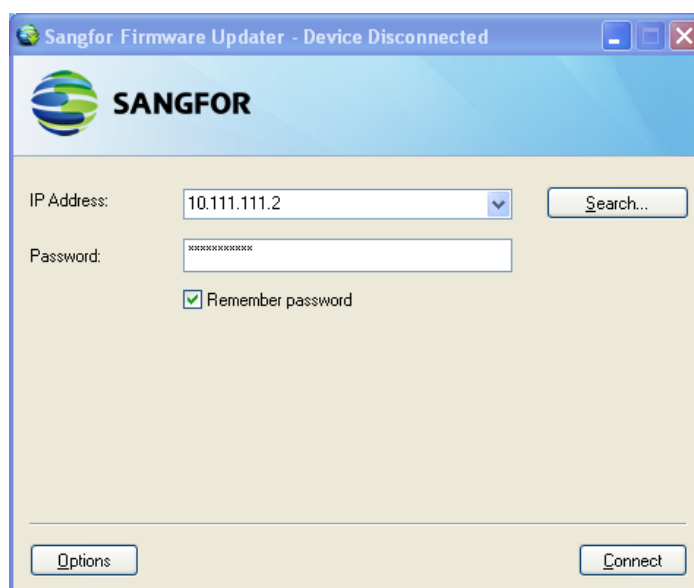 Sangfor Firmware Updater - Device Disconnected
SANGFOR
IP Address: 10.111.111.2 Search...
Password: ***********
Remember password
Options Connect